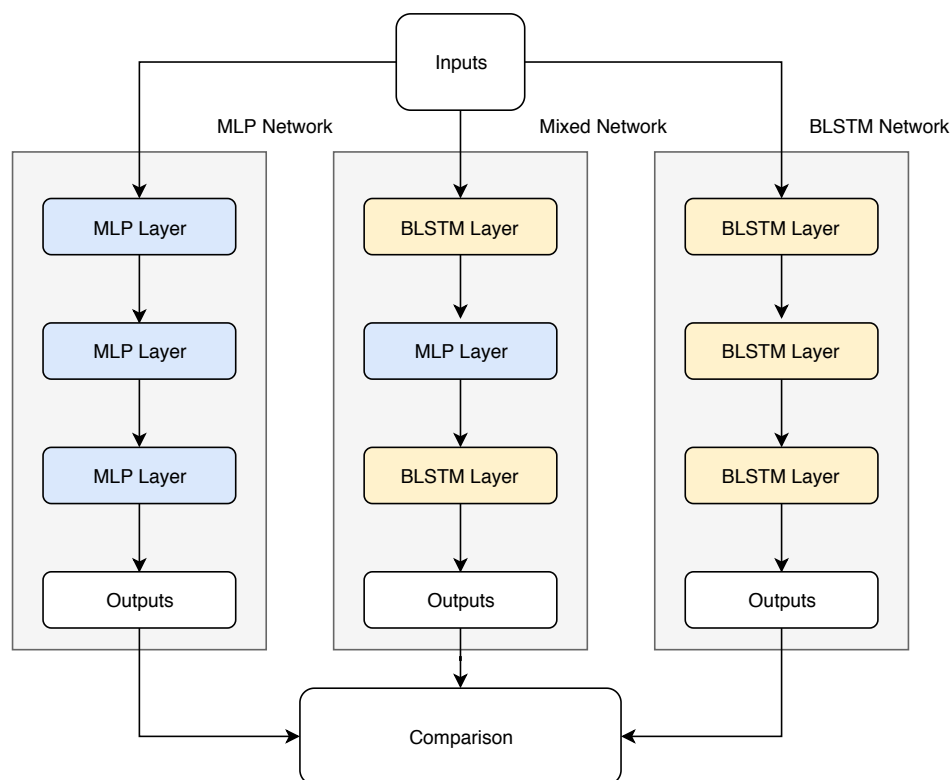 Inputs
MLP Network
Mixed Network
BLSTM Network
MLP Layer
BLSTM Layer
BLSTM Layer
MLP Layer
MLP Layer
BLSTM Layer
MLP Layer
BLSTM Layer
BLSTM Layer
Outputs
Outputs
Outputs
Comparison